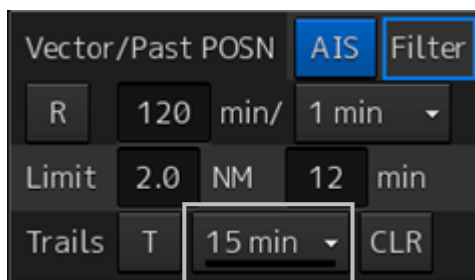 Vector/Past POSN AIS Filter
R 120 min/ 1 min
Limit 2.0 NM 12 min
Trails T 15 min CLR